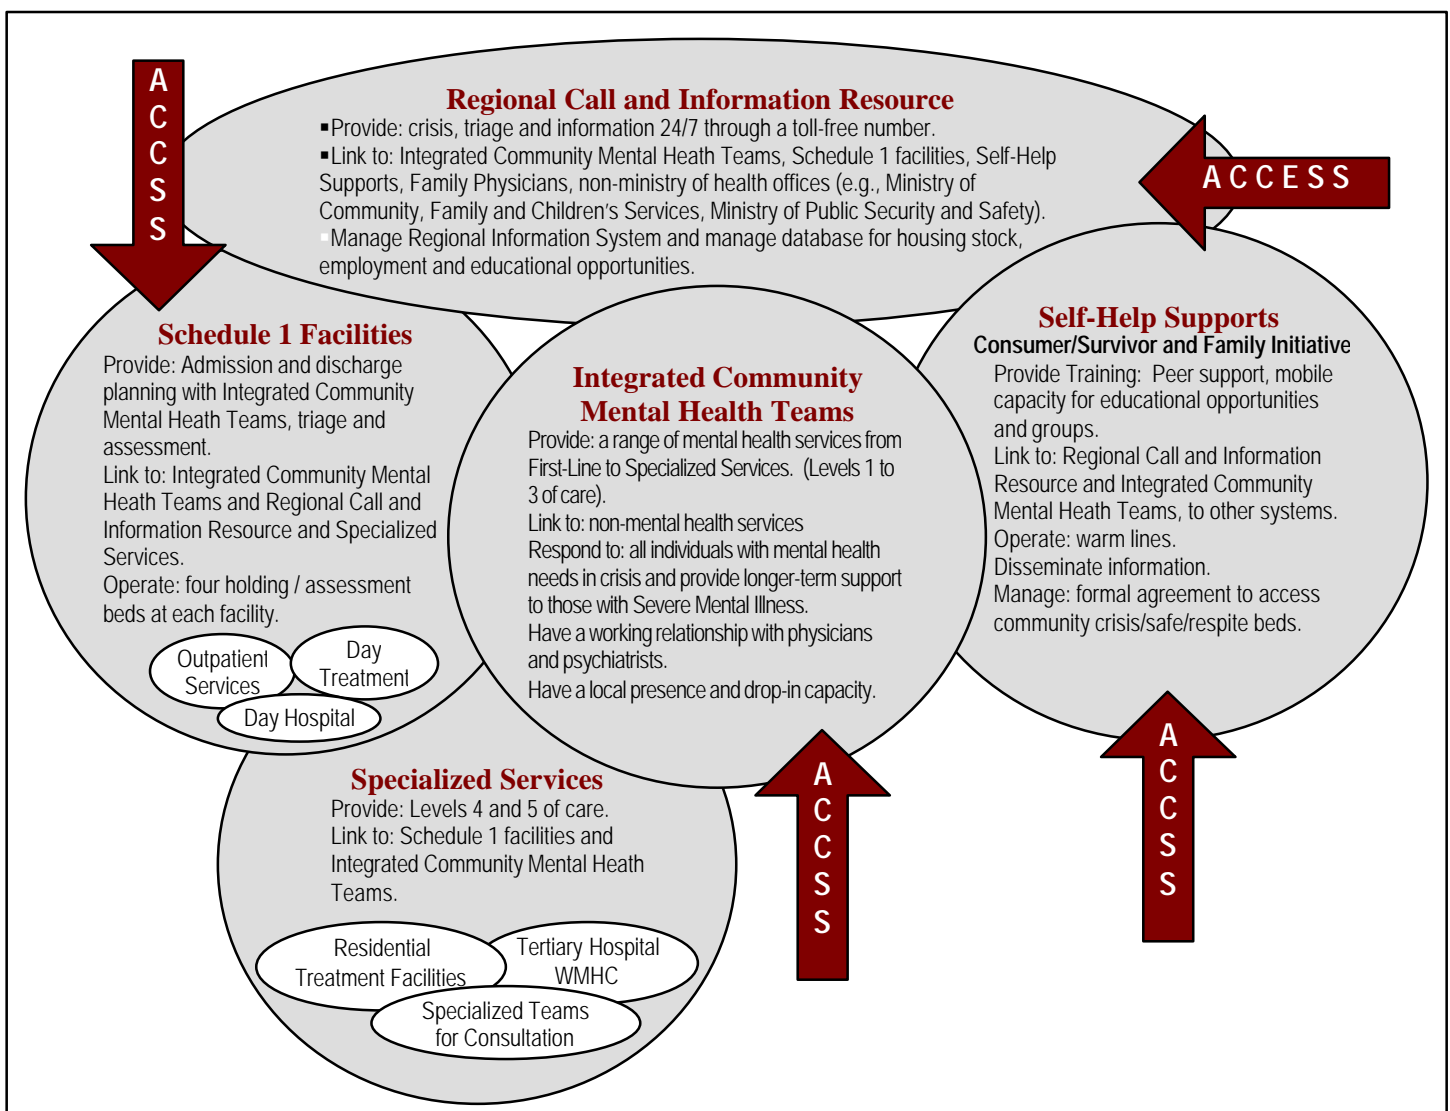 A
C
C
S
S
Regional Call and Information Resource
▪Provide: crisis, triage and information 24/7 through a toll-free number.
▪Link to: Integrated Community Mental Heath Teams, Schedule 1 facilities, Self-Help
Supports, Family Physicians, non-ministry of health offices (e.g., Ministry of
Community, Family and Children's Services, Ministry of Public Security and Safety).
▪Manage Regional Information System and manage database for housing stock,
employment and educational opportunities.
ACCESS
Schedule 1 Facilities
Provide: Admission and discharge
planning with Integrated Community
Mental Heath Teams, triage and
assessment.
Link to: Integrated Community Mental
Heath Teams and Regional Call and
Information Resource and Specialized
Services.
Operate: four holding / assessment
beds at each facility.
Outpatient
Services
Day
Treatment
Day Hospital
Integrated Community
Mental Health Teams
Provide: a range of mental health services from
First-Line to Specialized Services.  (Levels 1 to
3 of care).
Link to: non-mental health services
Respond to: all individuals with mental health
needs in crisis and provide longer-term support
to those with Severe Mental Illness.
Have a working relationship with physicians
and psychiatrists.
Have a local presence and drop-in capacity.
Self-Help Supports
Consumer/Survivor and Family Initiative
Provide Training:  Peer support, mobile
capacity for educational opportunities
and groups.
Link to: Regional Call and Information
Resource and Integrated Community
Mental Heath Teams, to other systems.
Operate: warm lines.
Disseminate information.
Manage: formal agreement to access
community crisis/safe/respite beds.
Specialized Services
Provide: Levels 4 and 5 of care.
Link to: Schedule 1 facilities and
Integrated Community Mental Heath
Teams.
Residential
Treatment Facilities
Tertiary Hospital
WMHC
Specialized Teams
for Consultation
A
C
C
S
S
A
C
C
S
S